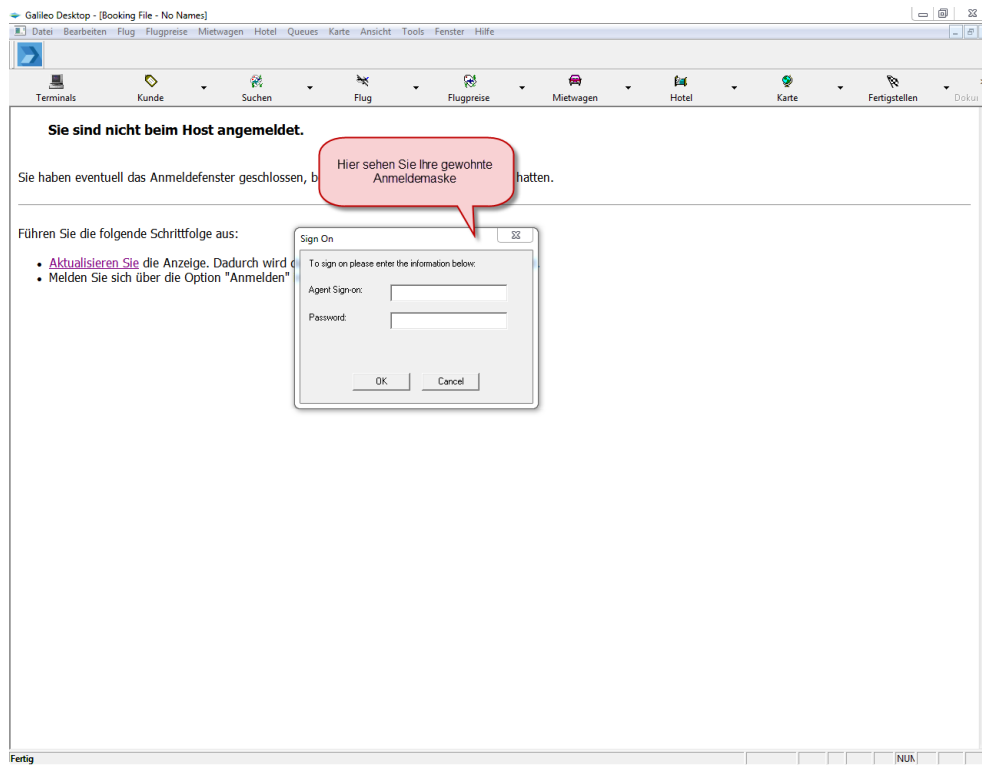 Galileo Desktop - [Booking File - No Names]
Datei Bearbeiten Flug Flugpreise Mietwagen Hotel Queues Karte Ansicht Tools Fenster Hilfe
Terminals Kunde Suchen Flug Flugpreise Mietwagen Hotel Karte Fertigstellen
Sie sind nicht beim Host angemeldet.
Hier sehen Sie Ihre gewohnte
Anmeldemaske
Sie haben eventuell das Anmeldefenster geschlossen, hatten.
Führen Sie die folgende Schrittfolge aus:
Sign On
• Aktualisieren Sie die Anzeige. Dadurch wird
• Melden Sie sich über die Option "Anmelden"
To sign on please enter the information below:
Agent Sign-on:
Password:
OK Cancel
Fertig